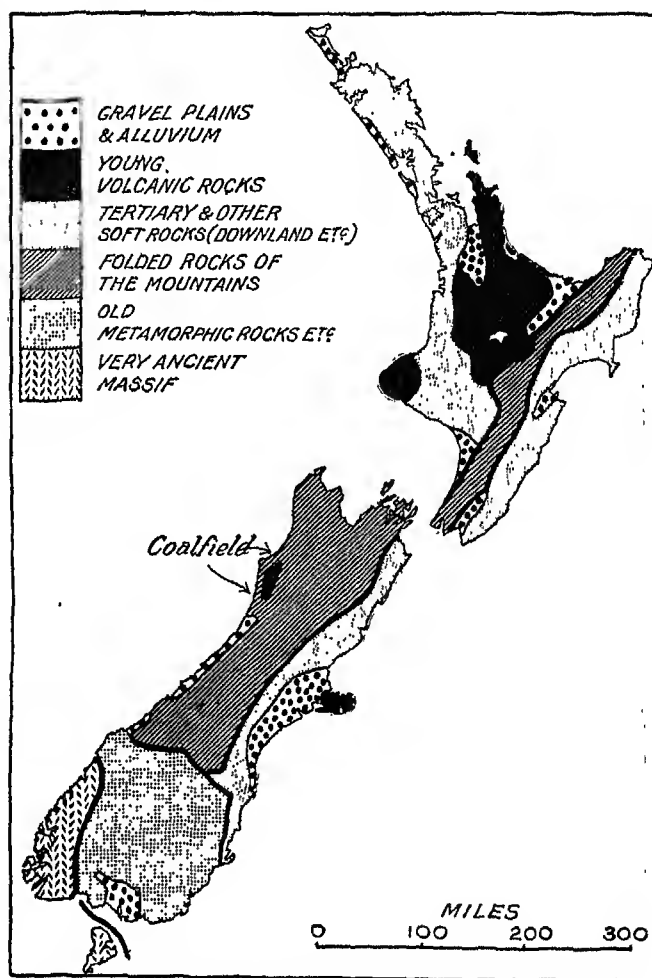 GRAVEL PLAINS
& ALLUVIUM
YOUNG.
VOLCANIC ROCKS
TERTIARY & OTHER
SOFT ROCKS (DOWNLAND ETC)
FOLDED ROCKS OF
THE MOUNTAINS
OLD
METAMORPHIC ROCKS ETC
VERY ANCIENT
MASSIF
Coalfield
MILES
0 100 200 300